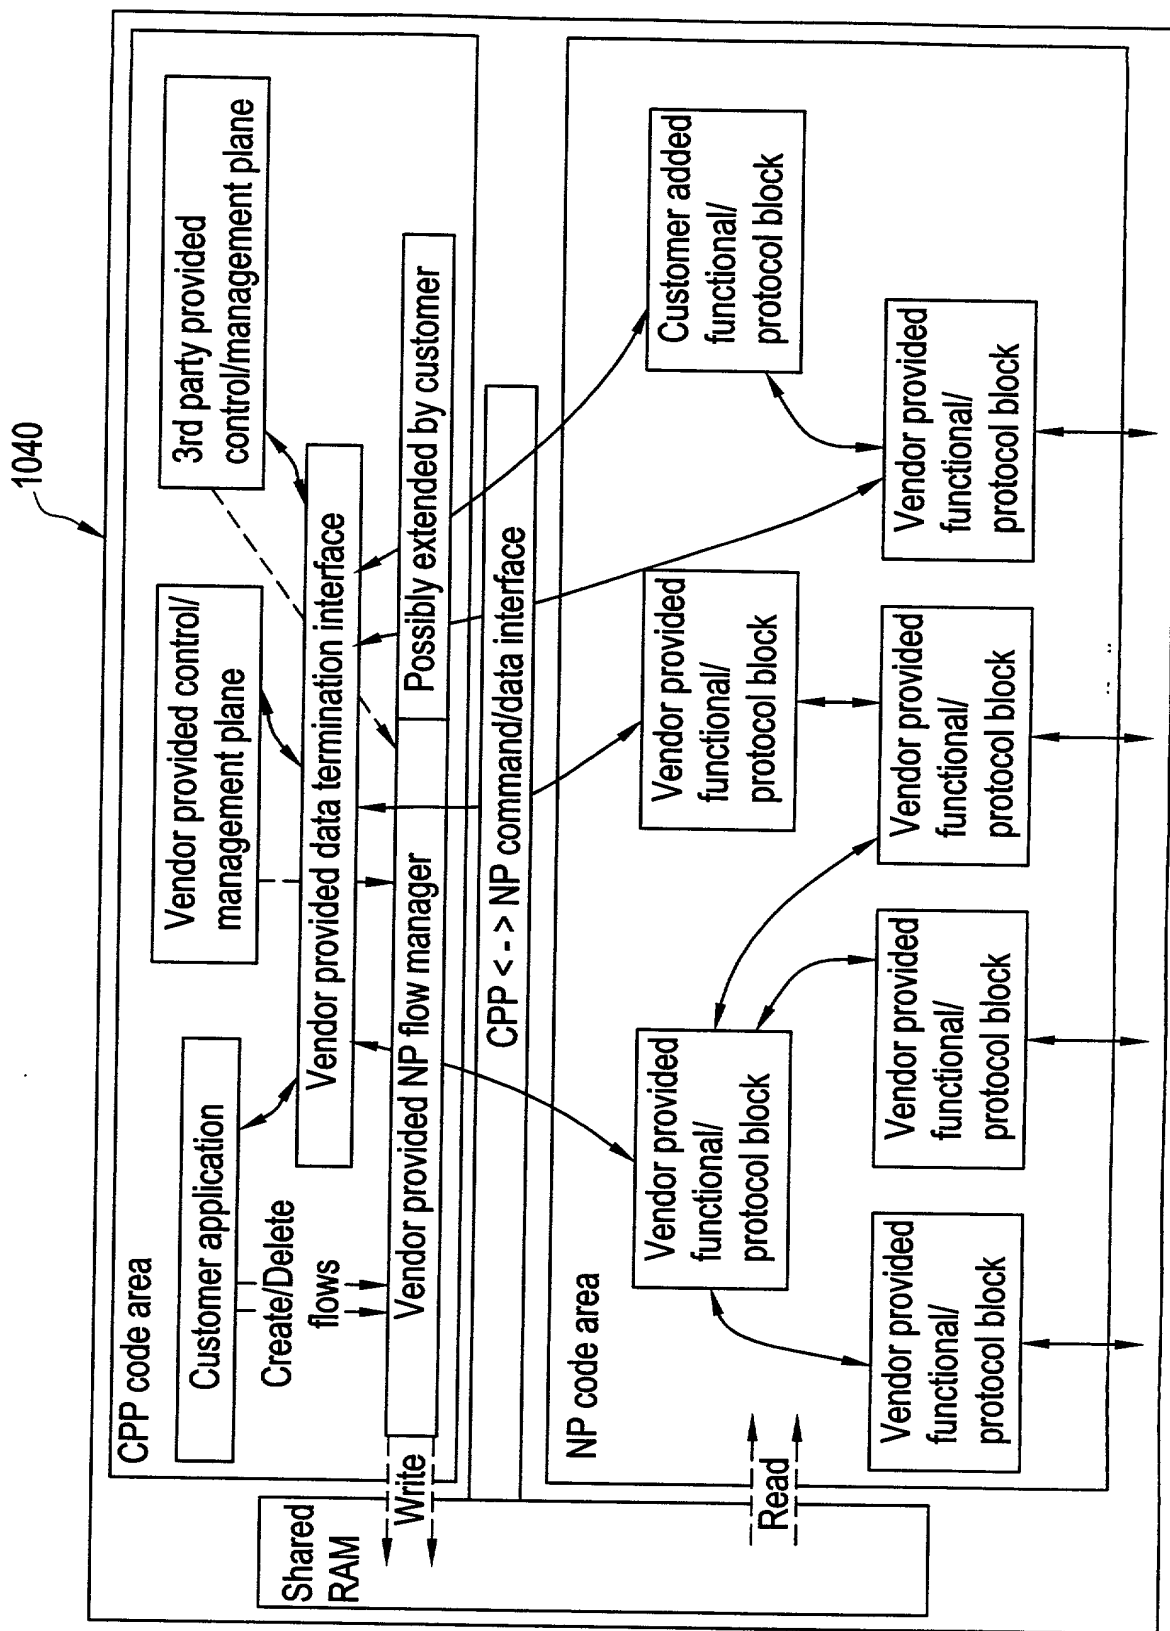 1040
CPP code area
Customer application
Vendor provided control/
management plane
3rd party provided
control/management plane
Create/Delete
flows
Vendor provided data termination interface
Vendor provided NP flow manager
Possibly extended by customer
Shared
RAM
Write
CPP < - > NP command/data interface
NP code area
Read
Vendor provided
functional/
protocol block
Vendor provided
functional/
protocol block
Customer added
functional/
protocol block
Vendor provided
functional/
protocol block
Vendor provided
functional/
protocol block
Vendor provided
functional/
protocol block
Vendor provided
functional/
protocol block